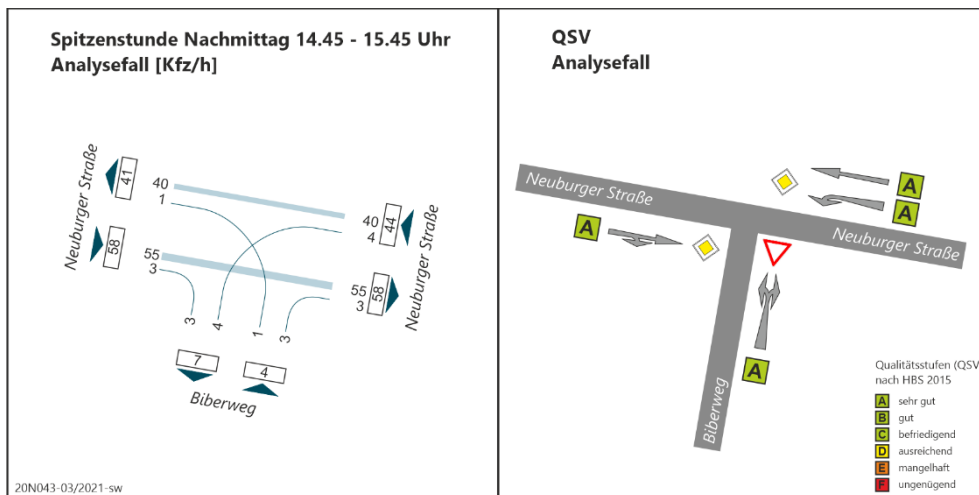 Spitzenstunde Nachmittag 14.45 - 15.45 Uhr
Analysefall [Kfz/h]
Neuburger Straße
41
40
1
58
55
3
40
4
44
Neuburger Straße
55
3
58
3
4
1
3
7
4
Biberweg
20N043-03/2021-sw
QSV
Analysefall
Neuburger Straße
A
A
A
Neuburger Straße
A
Biberweg
Qualitätsstufen (QSV
nach HBS 2015
A sehr gut
B gut
C befriedigend
D ausreichend
E mangelhaft
F ungenügend